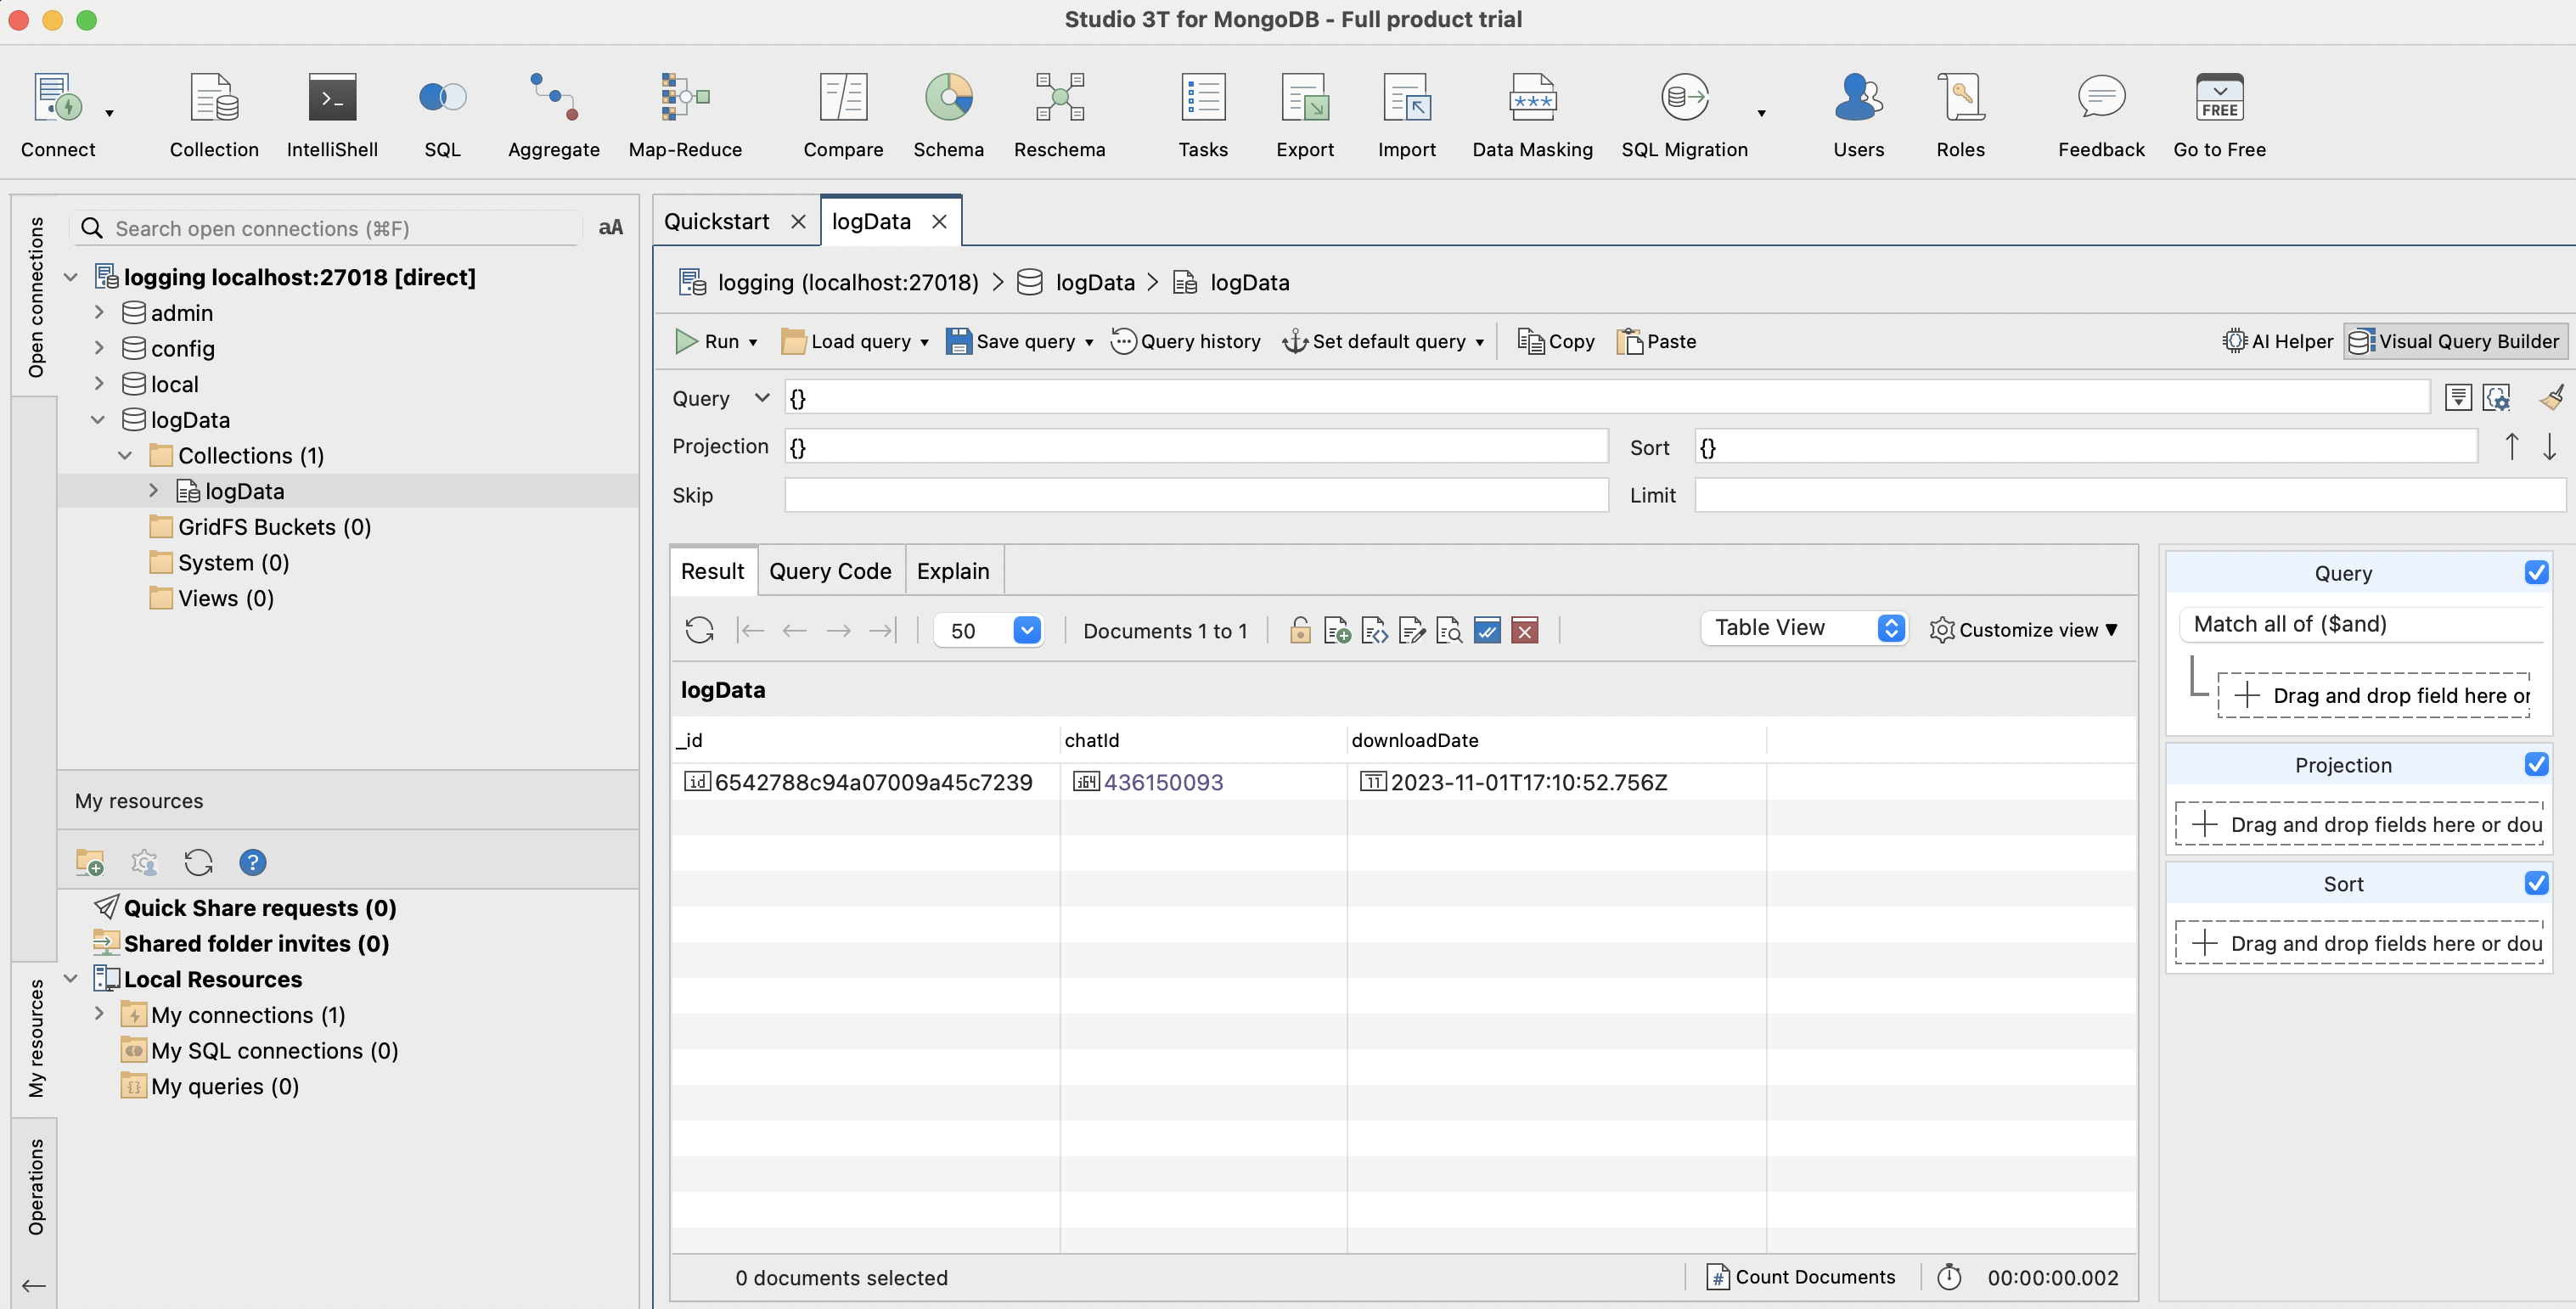 Studio 3T for MongoDB - Full product trial
Connect
Collection
IntelliShell
SQL
Aggregate
Map-Reduce
Compare
Schema
Reschema
Tasks
Export
Import
Data Masking
SQL Migration
Users
Roles
FREE
Feedback
Go to Free
Open connections
Search open connections (⌘F)
aA
logging localhost:27018 [direct]
admin
config
local
logData
Collections (1)
logData
GridFS Buckets (0)
System (0)
Views (0)
My resources
My resources
Quick Share requests (0)
Shared folder invites (0)
Local Resources
My connections (1)
My SQL connections (0)
My queries (0)
Operations
Quickstart
logData
logging (localhost:27018) > logData > logData
Run
Load query
Save query
Query history
Set default query
Copy
Paste
AI Helper
Visual Query Builder
Query {}
Projection {}
Sort {}
Skip
Limit
Result
Query Code
Explain
50
Documents 1 to 1
Table View
Customize view
logData
_id chatId downloadDate
id 6542788c94a07009a45c7239 i64 436150093 2023-11-01T17:10:52.756Z
0 documents selected
Count Documents
00:00:00.002
Query
Match all of ($and)
Drag and drop field here or
Projection
Drag and drop fields here or dou
Sort
Drag and drop fields here or dou